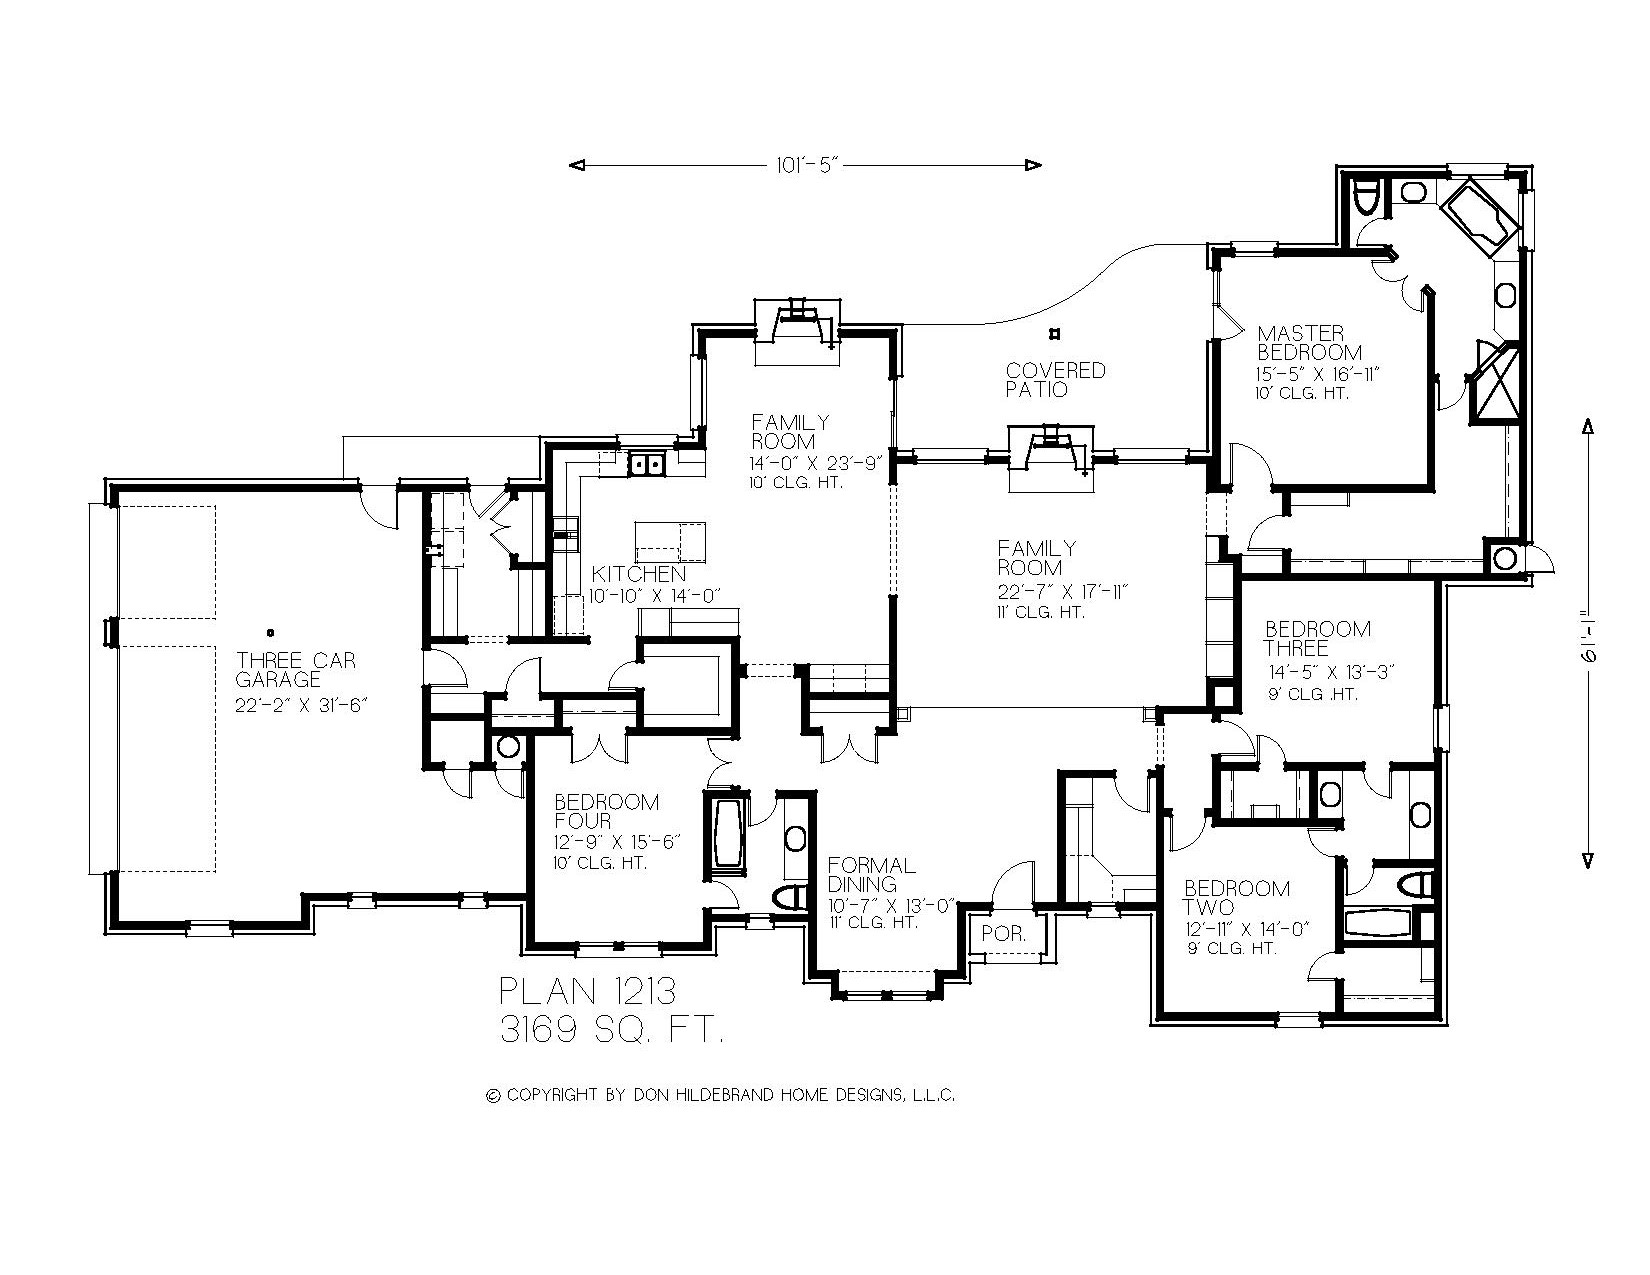 101'-5"
MASTER
BEDROOM
15'-5" X 16'-11"
10' CLG. HT.
COVERED
PATIO
FAMILY
ROOM
14'-0" X 23'-9"
10' CLG. HT.
FAMILY
ROOM
22'-7" X 17'-11"
11' CLG. HT.
KITCHEN
10'-10" X 14'-0"
61'-1"
BEDROOM
THREE
14'-5" X 13'-3"
9' CLG .HT.
THREE CAR
GARAGE
22'-2" X 31'-6"
BEDROOM
FOUR
12'-9" X 15'-6"
10' CLG. HT.
FORMAL
DINING
10'-7" X 13'-0"
11' CLG. HT.
BEDROOM
TWO
12'-11" X 14'-0"
9' CLG. HT.
POR.
PLAN 1213
3169 SQ. FT.
© COPYRIGHT BY DON HILDEBRAND HOME DESIGNS, L.L.C.